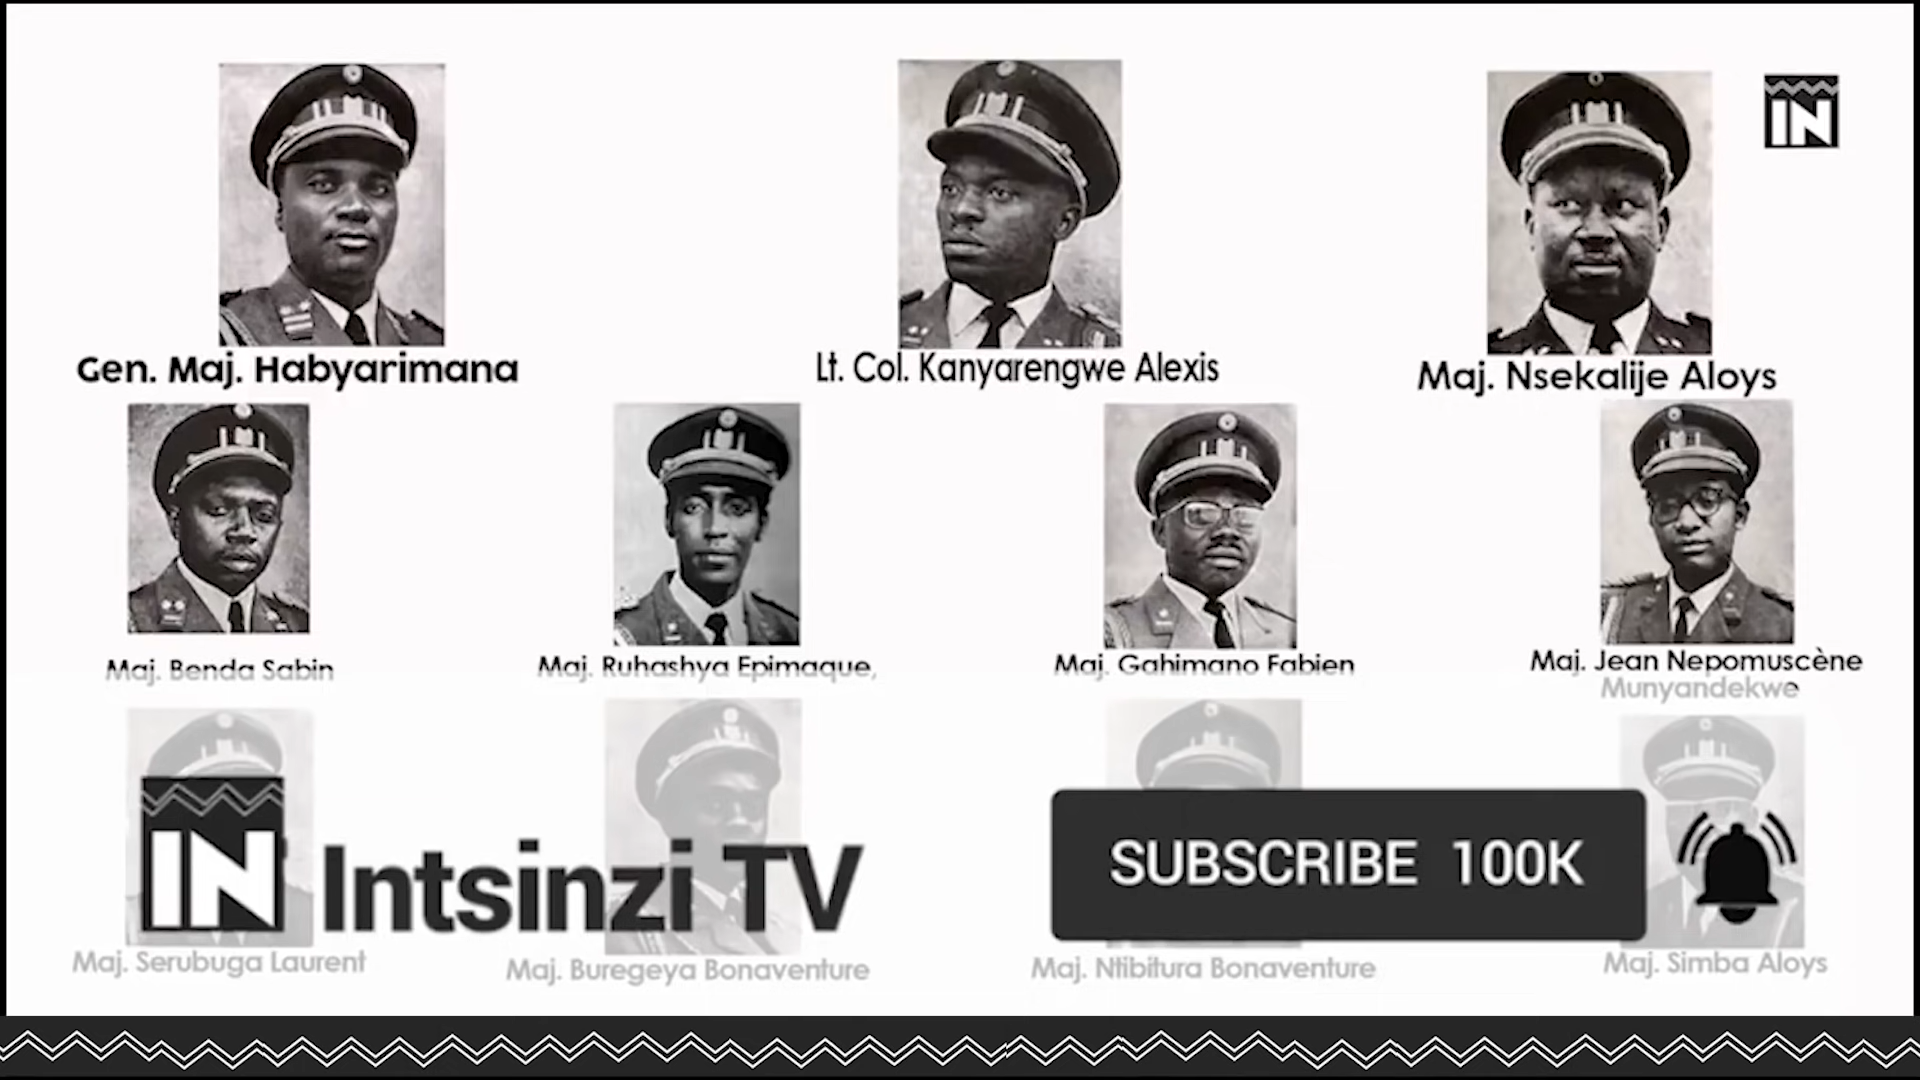 IN
Gen. Maj. Habyarimana
Lt. Col. Kanyarengwe Alexis
Maj. Nsekalije Aloys
Maj. Benda Sabin
Maj. Ruhashya Epimaque,
Maj. Gahimano Fabien
Maj. Jean Nepomuscène
Munyandekwe
IN Intsinzi TV
SUBSCRIBE 100K
Maj. Serubuga Laurent
Maj. Buregeya Bonaventure
Maj. Ntibitura Bonaventure
Maj. Simba Aloys